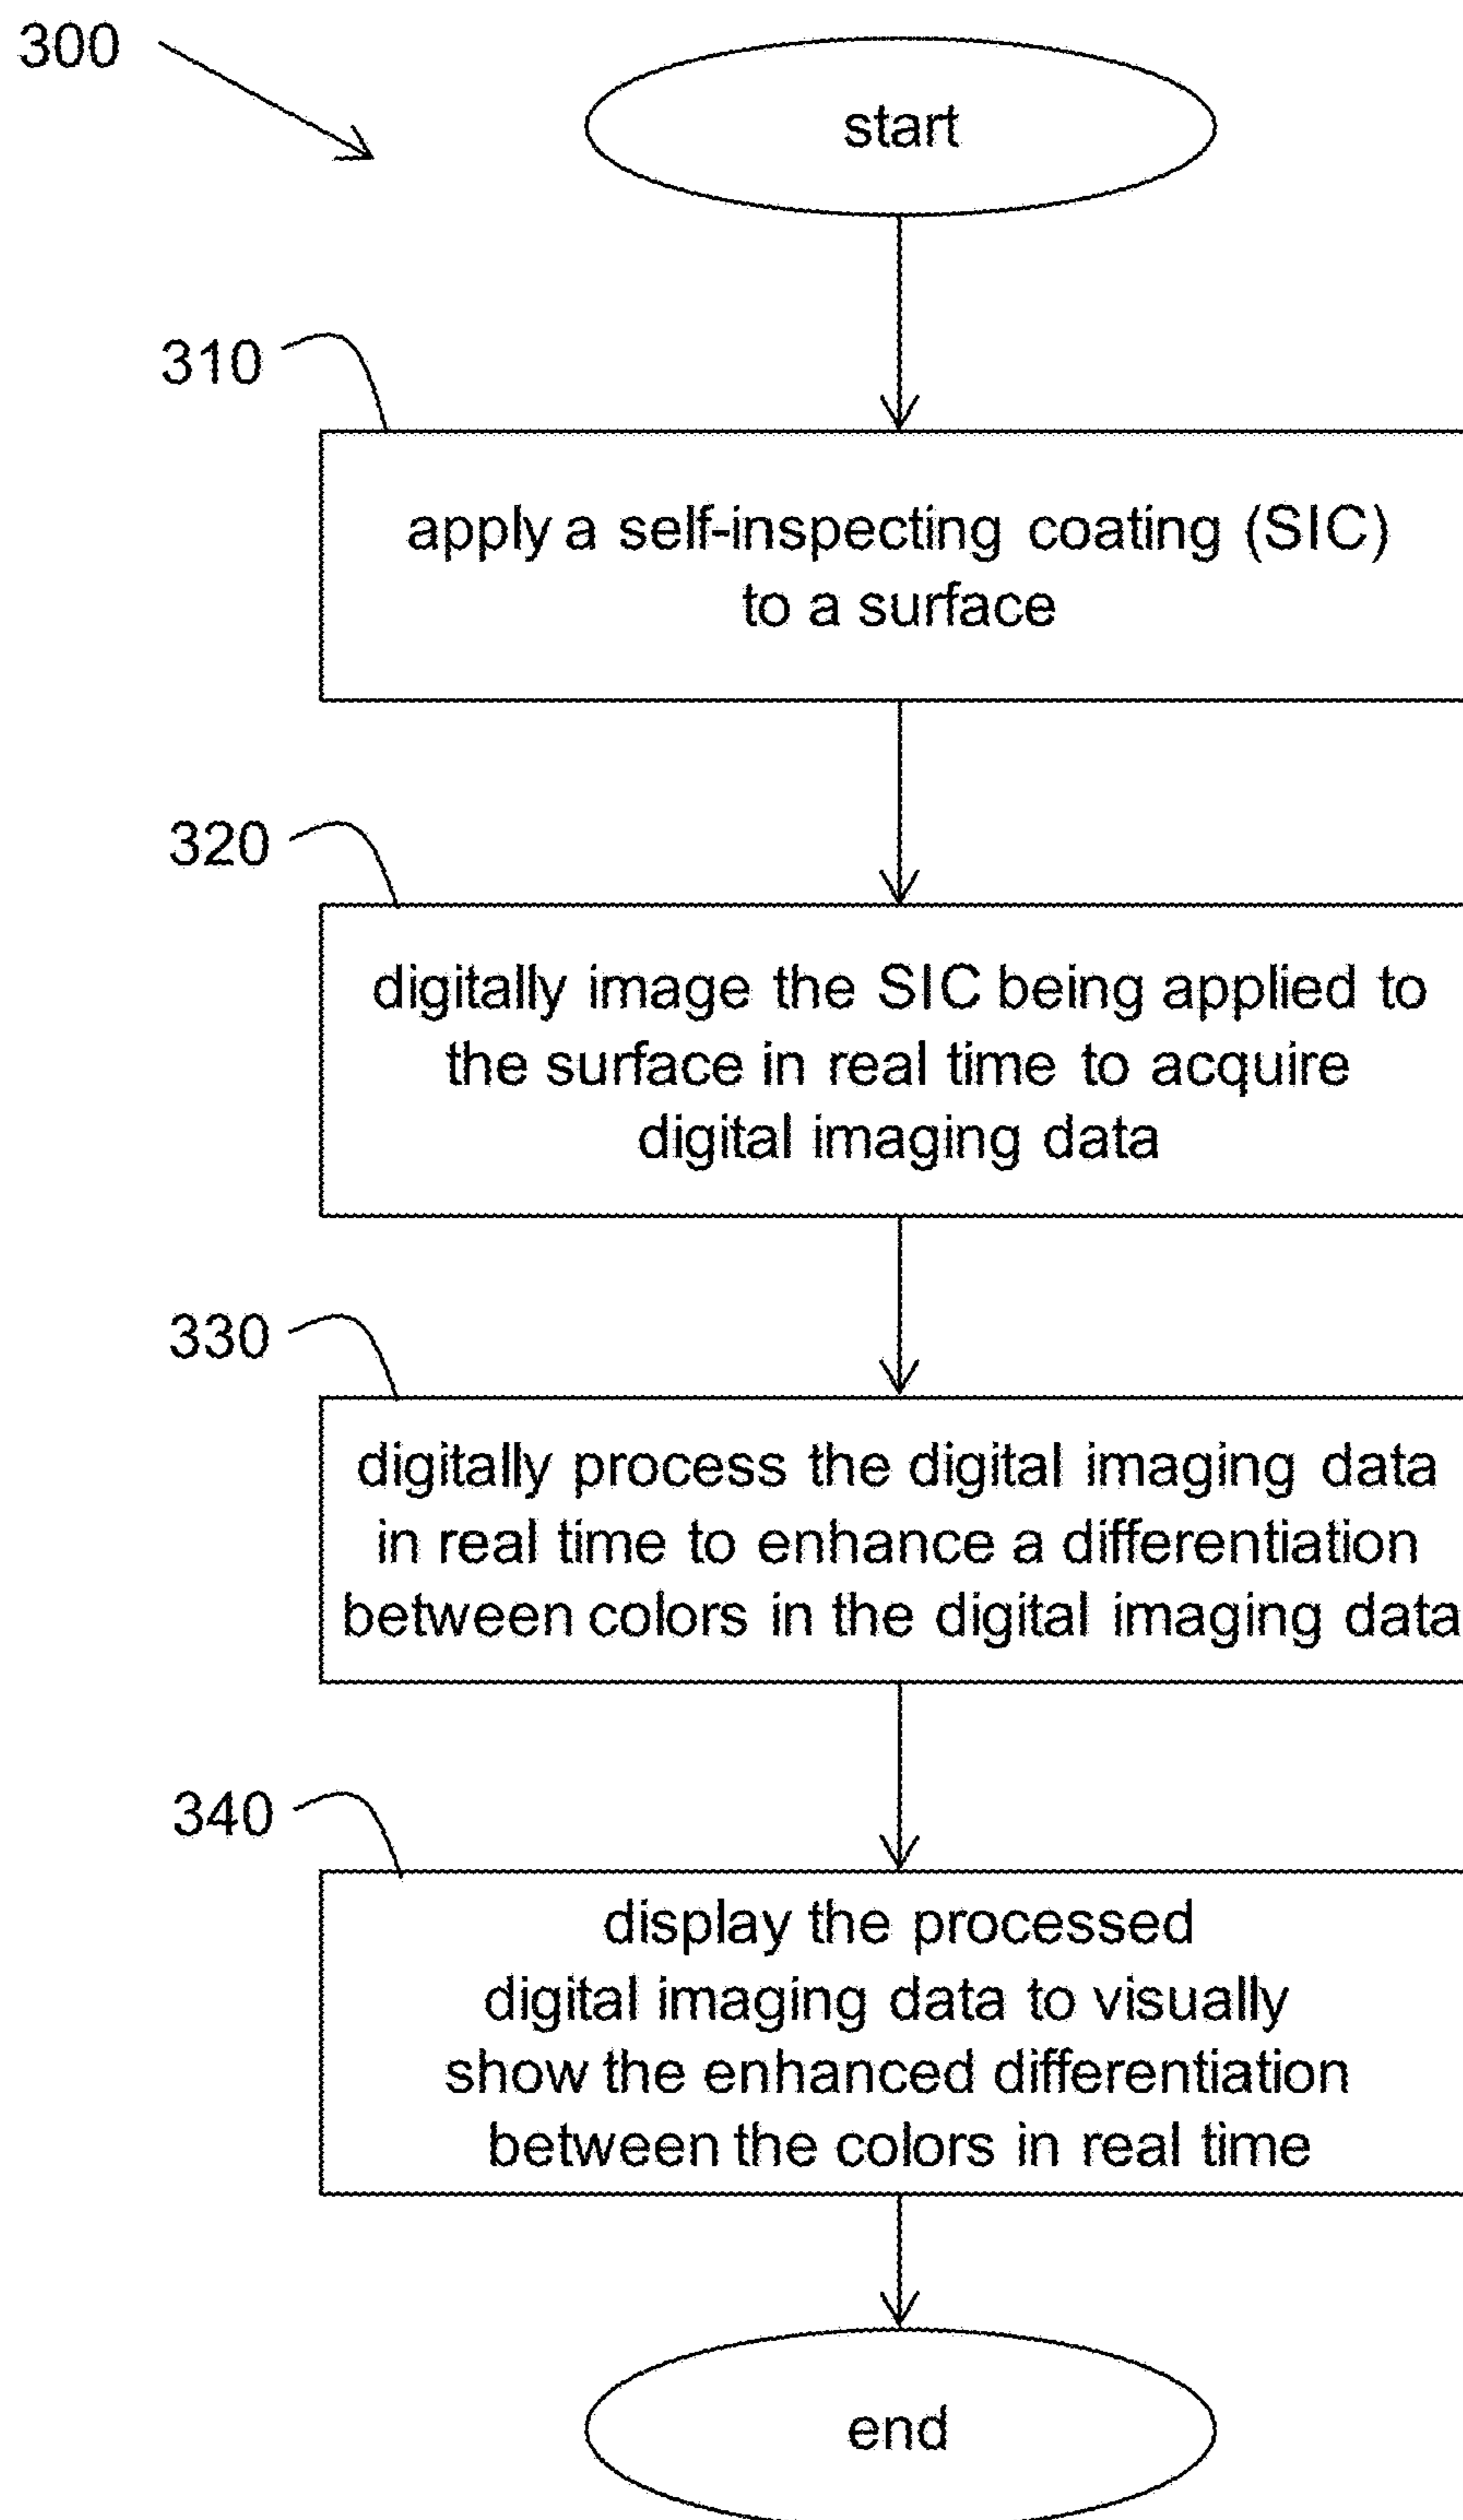 300
start
310
apply a self-inspecting coating (SIC)
to a surface
320
digitally image the SIC being applied to
the surface in real time to acquire
digital imaging data
330
digitally process the digital imaging data
in real time to enhance a differentiation
between colors in the digital imaging data
340
display the processed
digital imaging data to visually
show the enhanced differentiation
between the colors in real time
end